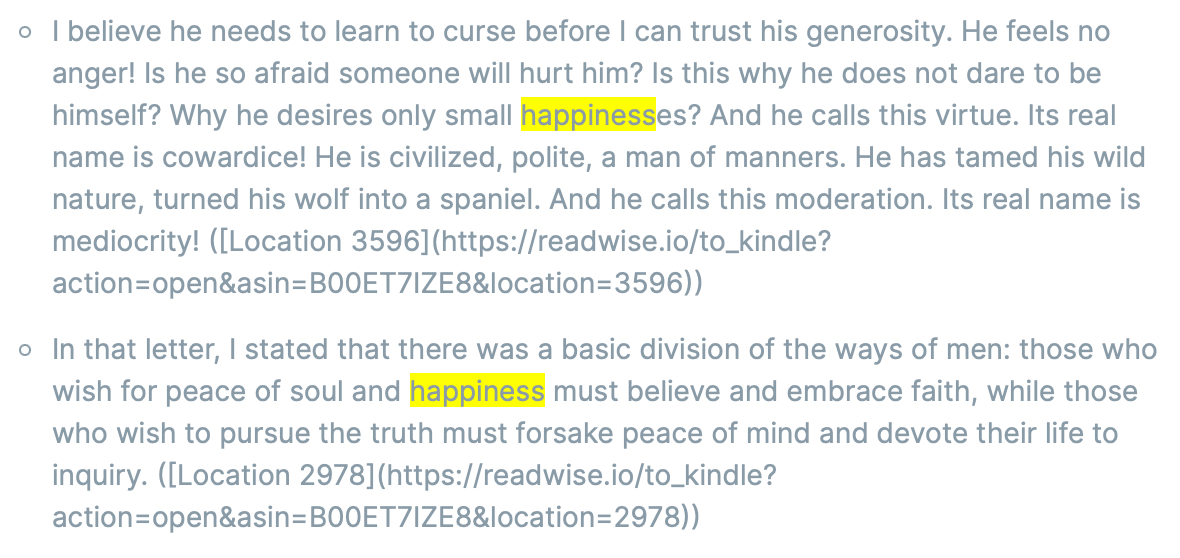 I believe he needs to learn to curse before I can trust his generosity. He feels no
anger! Is he so afraid someone will hurt him? Is this why he does not dare to be
himself? Why he desires only small happinesses? And he calls this virtue. Its real
name is cowardice! He is civilized, polite, a man of manners. He has tamed his wild
nature, turned his wolf into a spaniel. And he calls this moderation. Its real name is
mediocrity! ([Location 3596](https://readwise.io/to_kindle?
action=open&asin=B00ET7IZE8&location=3596))
In that letter, I stated that there was a basic division of the ways of men: those who
wish for peace of soul and happiness must believe and embrace faith, while those
who wish to pursue the truth must forsake peace of mind and devote their life to
inquiry. ([Location 2978](https://readwise.io/to_kindle?
action=open&asin=B00ET7IZE8&location=2978))